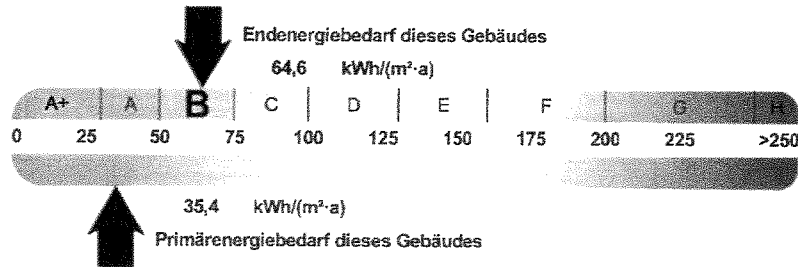 Endenergiebedarf dieses Gebäudes
64,6 kWh/(m²·a)
A+ A B C D E F G H
0 25 50 75 100 125 150 175 200 225 >250
35,4 kWh/(m²·a)
Primärenergiebedarf dieses Gebäudes